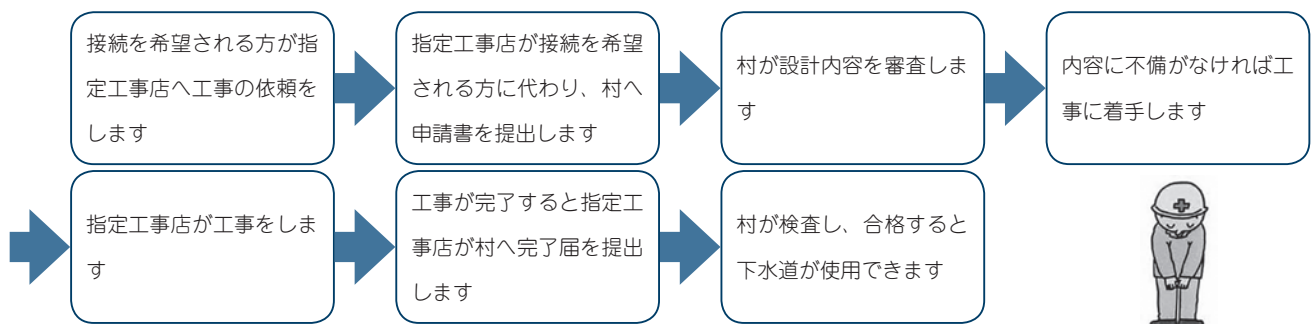 接続を希望される方が指
定工事店へ工事の依頼を
します
指定工事店が接続を希望
される方に代わり、村へ
申請書を提出します
村が設計内容を審査しま
す
内容に不備がなければ工
事に着手します
指定工事店が工事をしま
す
工事が完了すると指定工
事店が村へ完了届を提出
します
村が検査し、合格すると
下水道が使用できます